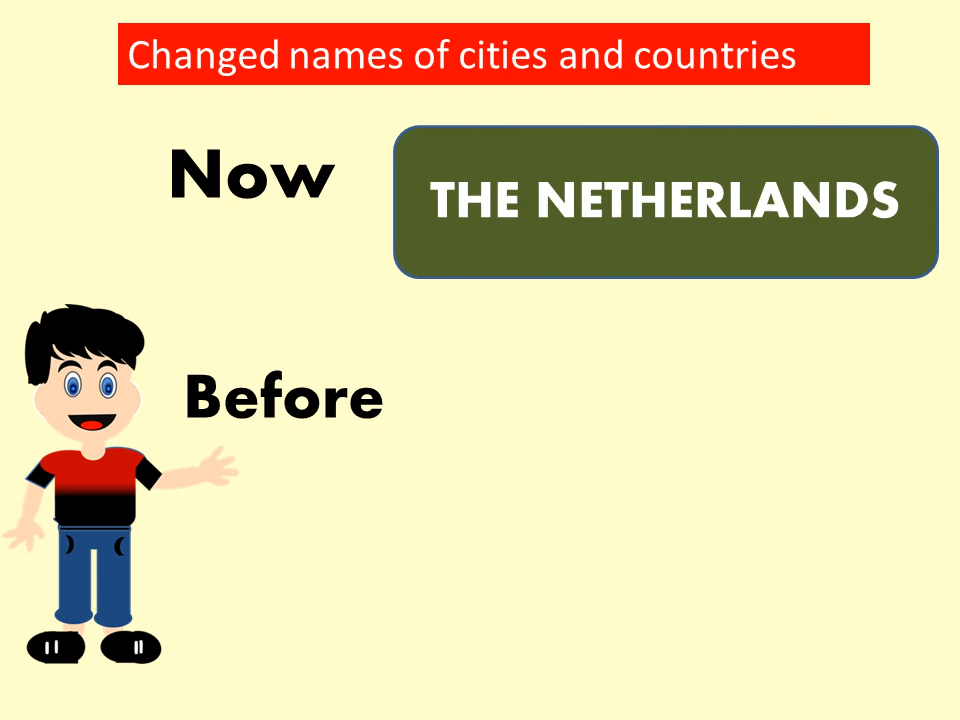 Changed names of cities and countries
Now
THE NETHERLANDS
Before